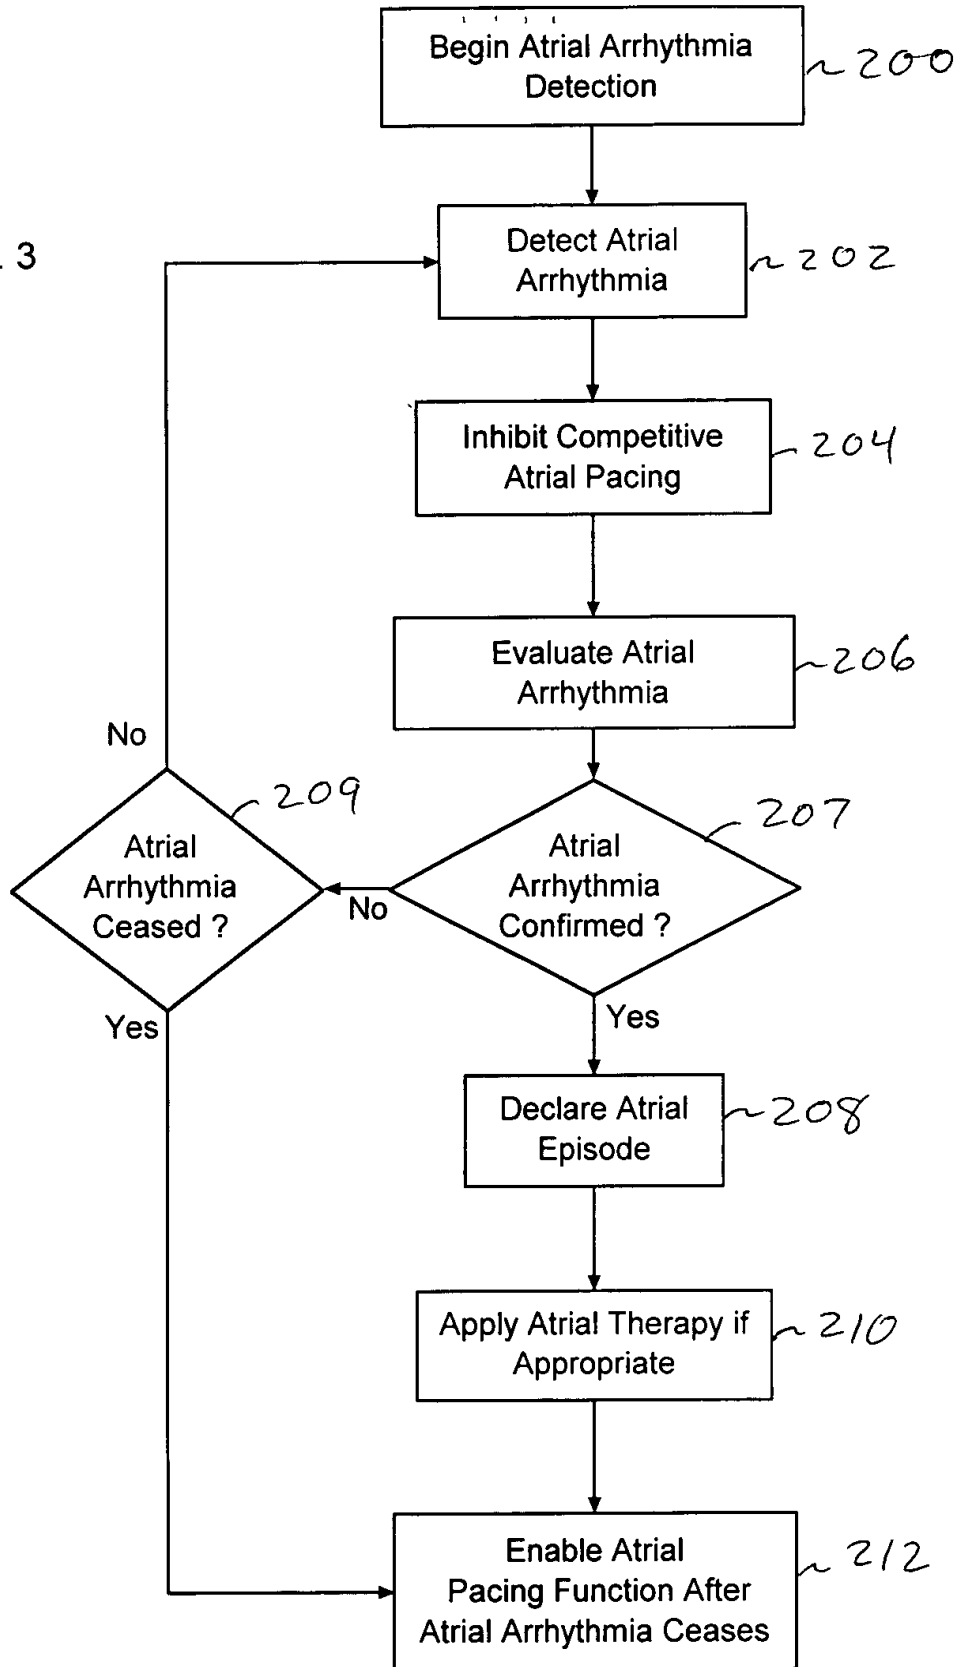 Begin Atrial Arrhythmia
Detection
200
3
Detect Atrial
Arrhythmia
202
Inhibit Competitive
Atrial Pacing
204
Evaluate Atrial
Arrhythmia
206
No
209
Atrial
Arrhythmia
Ceased ?
No
207
Atrial
Arrhythmia
Confirmed ?
Yes
Yes
Declare Atrial
Episode
208
Apply Atrial Therapy if
Appropriate
210
Enable Atrial
Pacing Function After
Atrial Arrhythmia Ceases
212